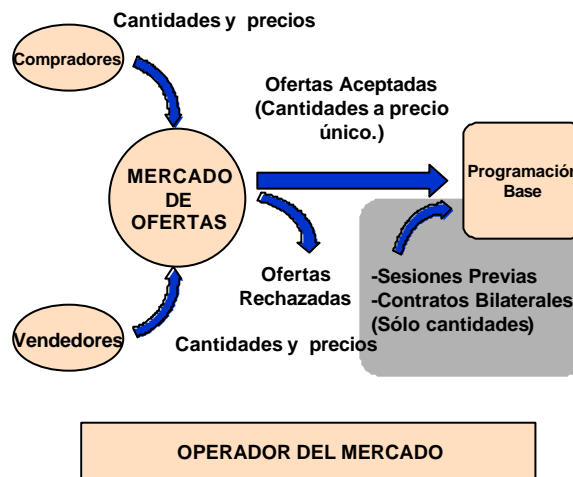 Cantidades y precios
Compradores
Ofertas Aceptadas
(Cantidades a precio
único.)
MERCADO
DE
OFERTAS
Programación
Base
Ofertas
Rechazadas
-Sesiones Previas
-Contratos Bilaterales
(Sólo cantidades)
Vendedores
Cantidades y precios
OPERADOR DEL MERCADO